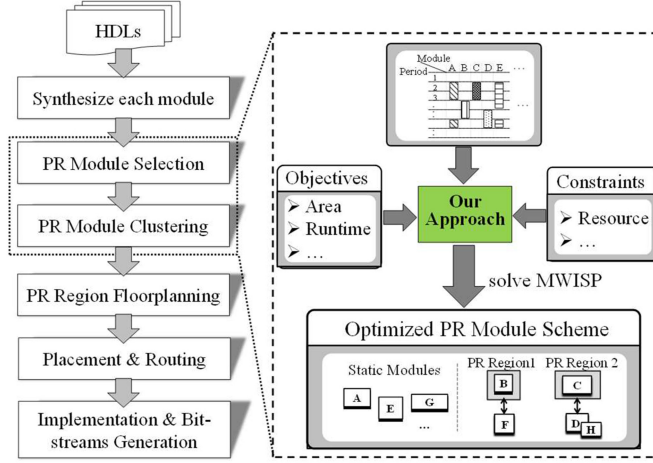 HDLs
Synthesize each module
PR Module Selection
PR Module Clustering
PR Region Floorplanning
Placement & Routing
Implementation & Bit-
streams Generation
Module
Period
A B C D E ...
1
2
3
Objectives
Area
Runtime
...
Our
Approach
Constraints
Resource
...
solve MWISP
Optimized PR Module Scheme
Static Modules
A
E
G
...
PR Region1
B
F
PR Region 2
C
D
H